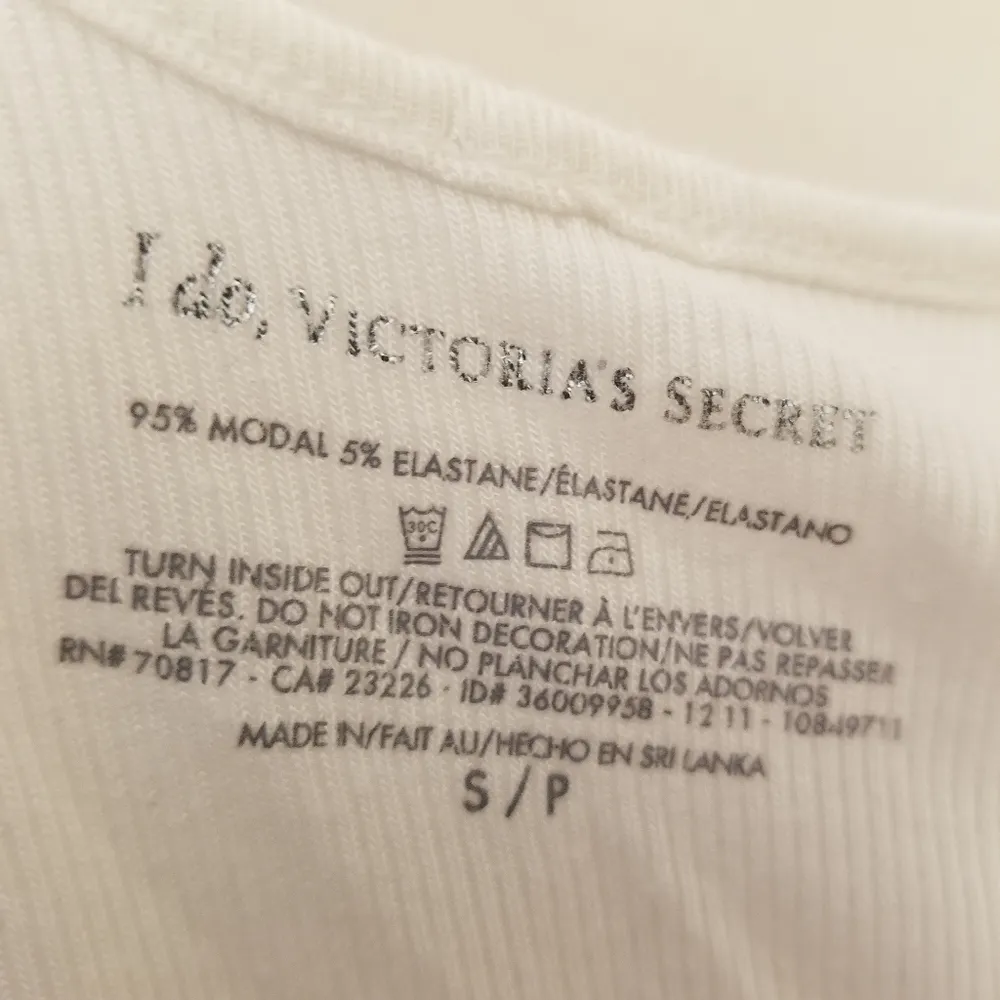 I do, VICTORIA'S SECRET
95% MODAL 5% ELASTANE/ÉLASTANE/ELASTANO
30C
TURN INSIDE OUT/RETOURNER À L'ENVERS/VOLVER
DEL REVÉS. DO NOT IRON DECORATION/NE PAS REPASSER
LA GARNITURE / NO PLANCHAR LOS ADORNOS
RN# 70817 - CA# 23226 - ID# 36009958 - 12 11 - 10849711
MADE IN/FAIT AU/HECHO EN SRI LANKA
S / P